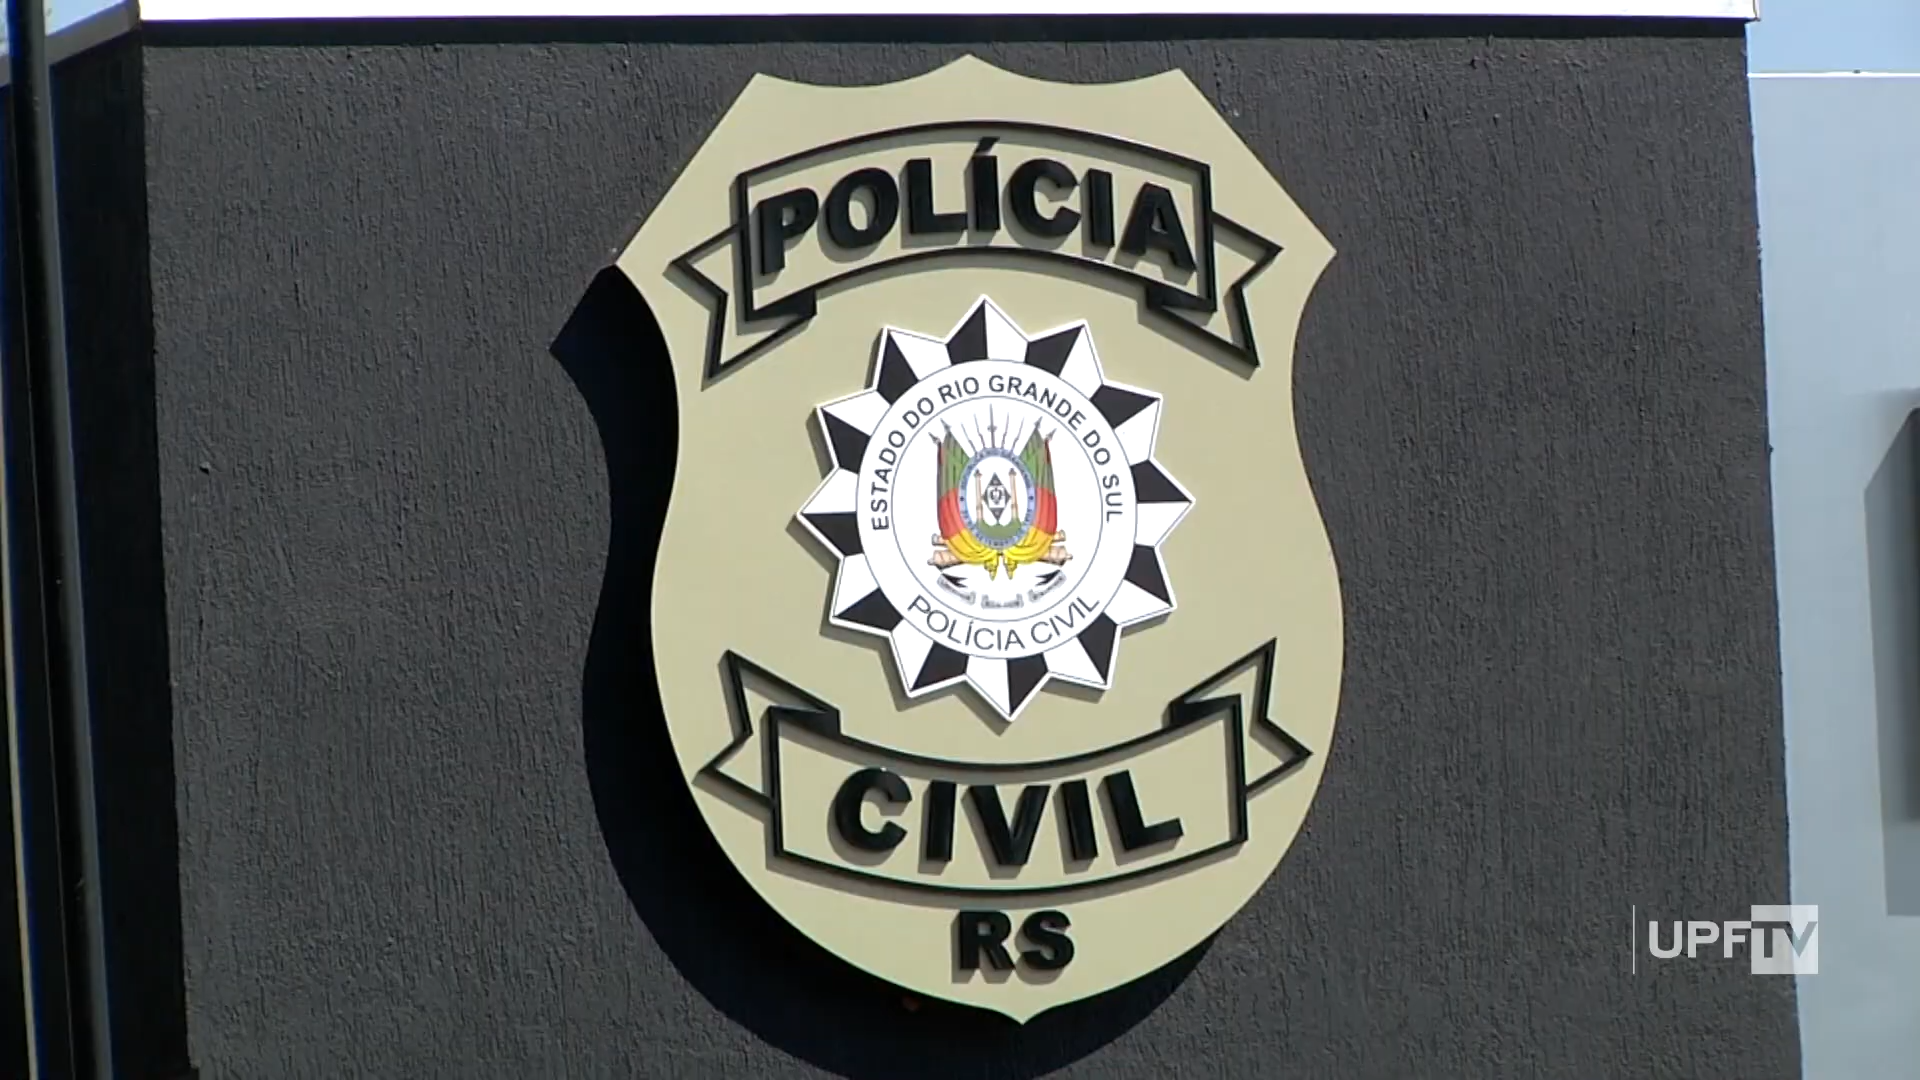 POLÍCIA
ESTADO DO RIO GRANDE DO SUL
POLÍCIA CIVIL
CIVIL
RS
UPFTV